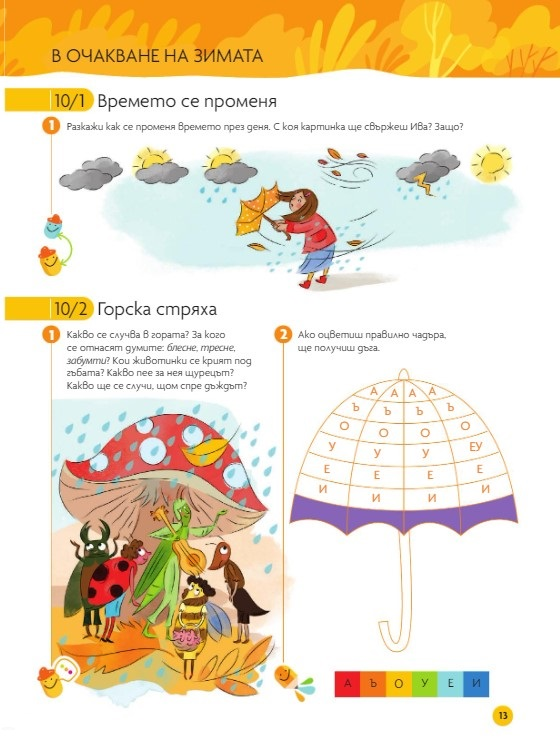 В ОЧАКВАНЕ НА ЗИМАТА
10/1 Времето се променя
1 Разкажи как се променя времето през деня. С коя картинка ще свържеш Ива? Защо?
10/2 Горска стряха
1 Какво се случва в гората? За кого
се отнасят думите: блесне, тресне,
забумти? Кои животинки се крият под
гъбата? Какво пее за нея щурецът?
Какво ще се случи, щом спре дъждът?
2 Ако оцветиш правилно чадъра,
ще получиш дъга.
А А А А
Ъ Ъ Ъ Ъ
О О О О
У У У ЕУ
Е Е Е Е
И И И И
А Ъ О У Е И
13